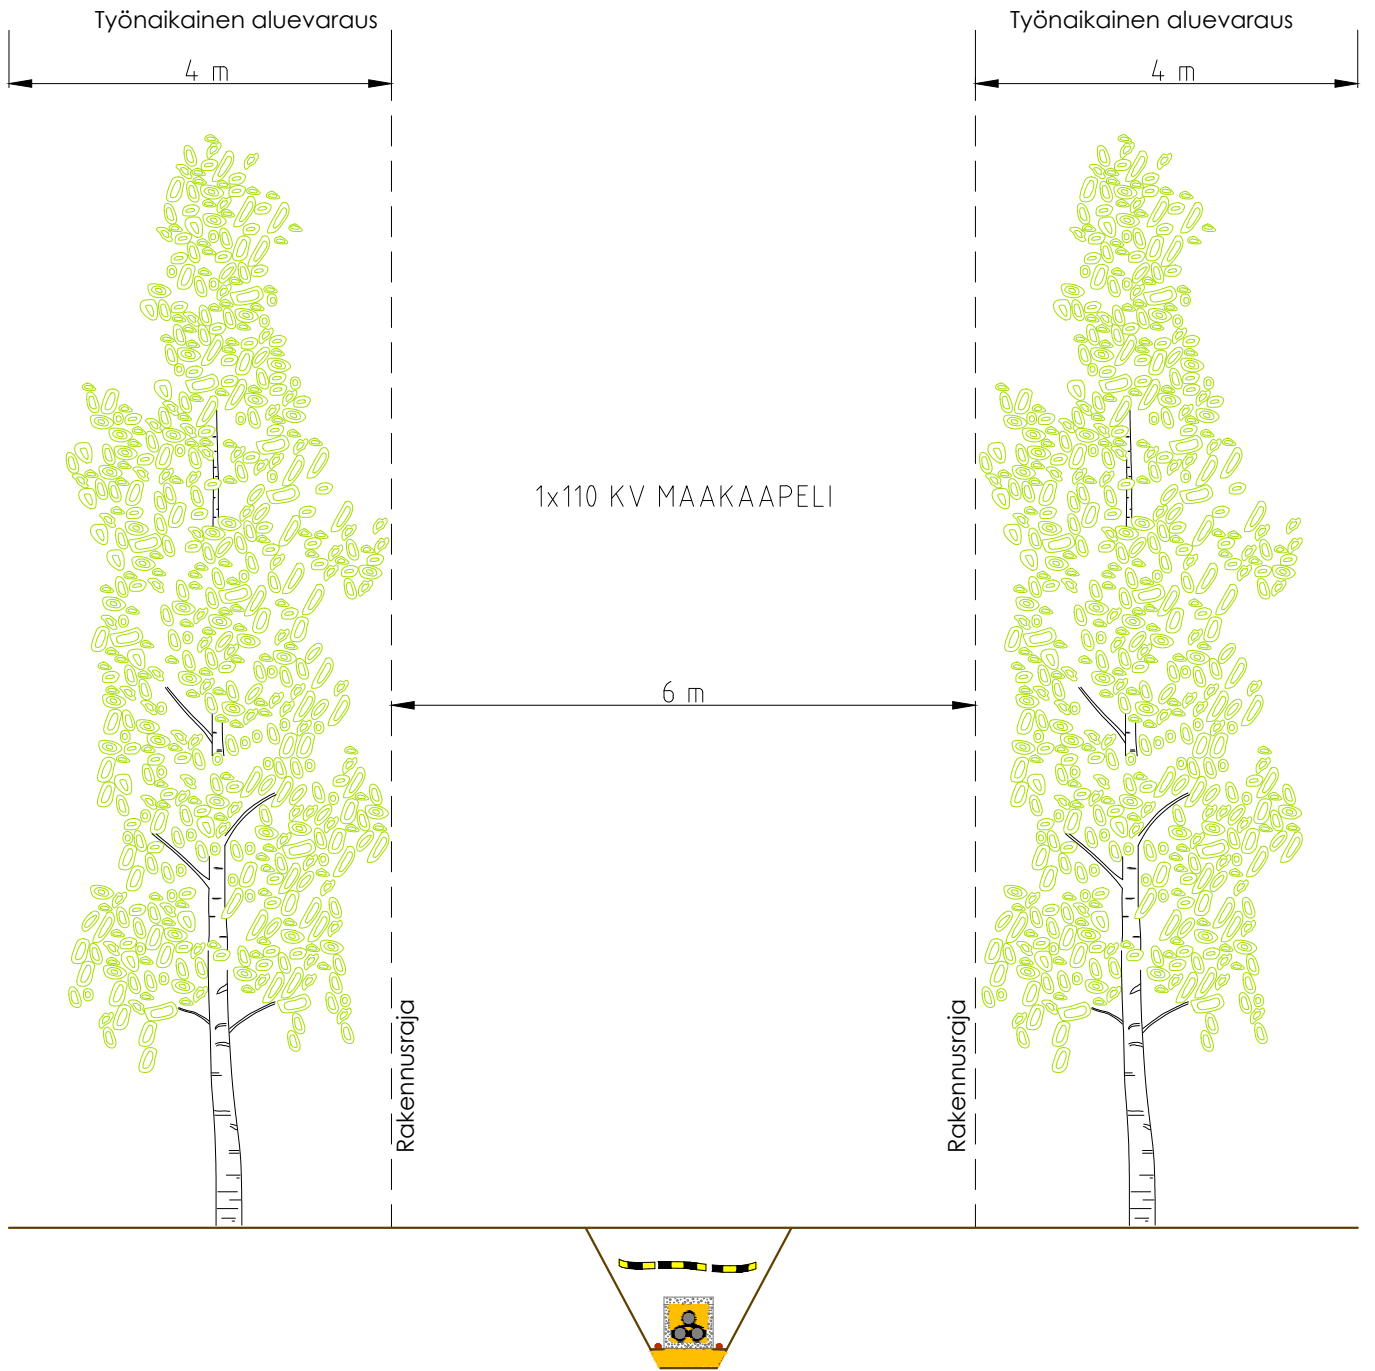 Työnaikainen aluevaraus
Työnaikainen aluevaraus
4 m
4 m
1x110 KV MAAKAAPELI
6 m
Rakennusraja
Rakennusraja